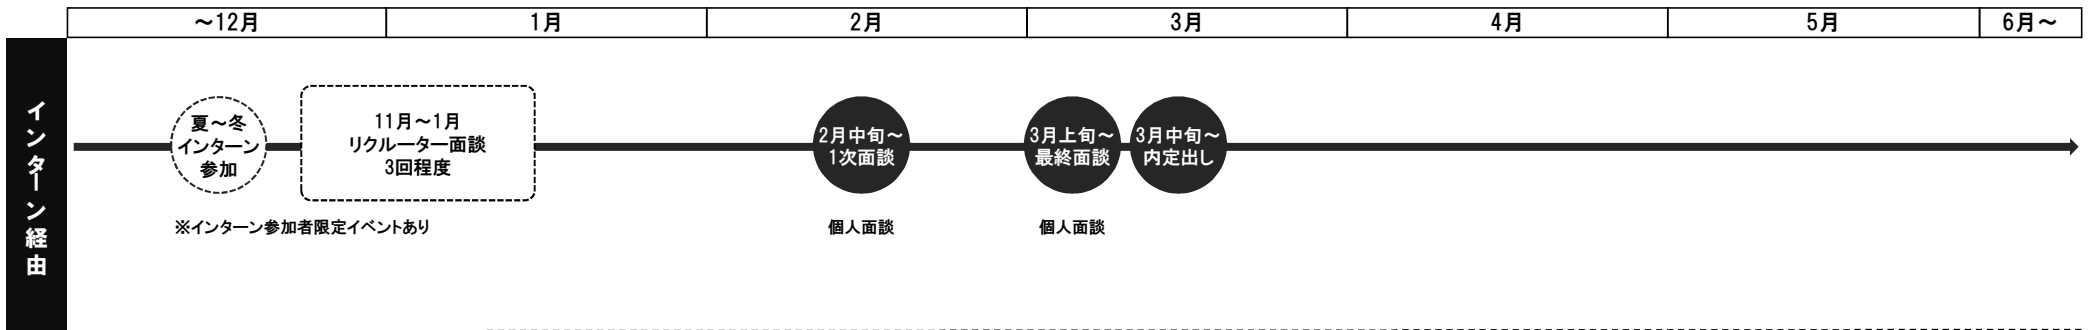 ～12月
1月
2月
3月
4月
5月
6月～
インターン経由
夏～冬
インターン
参加
11月～1月
リクルーター面談
3回程度
2月中旬～
1次面談
3月上旬～
最終面談
3月中旬～
内定出し
※インターン参加者限定イベントあり
個人面談
個人面談